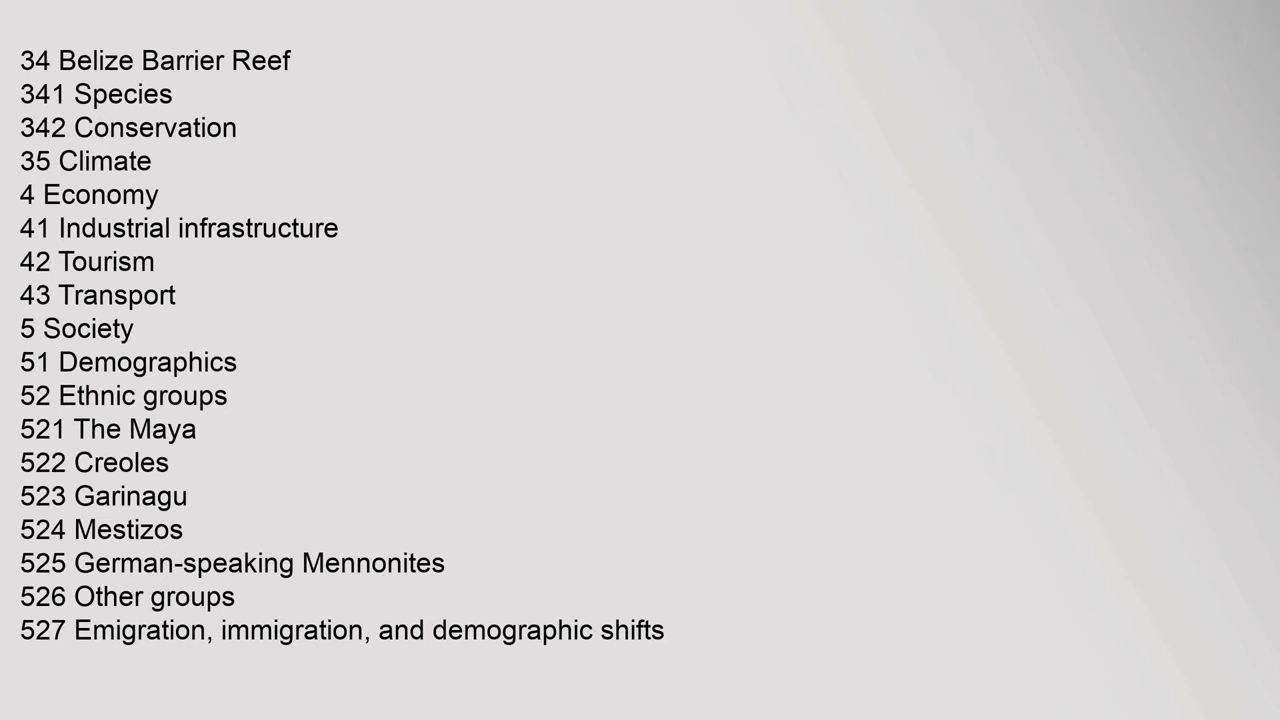 34 Belize Barrier Reef
341 Species
342 Conservation
35 Climate
4 Economy
41 Industrial infrastructure
42 Tourism
43 Transport
5 Society
51 Demographics
52 Ethnic groups
521 The Maya
522 Creoles
523 Garinagu
524 Mestizos
525 German-speaking Mennonites
526 Other groups
527 Emigration, immigration, and demographic shifts